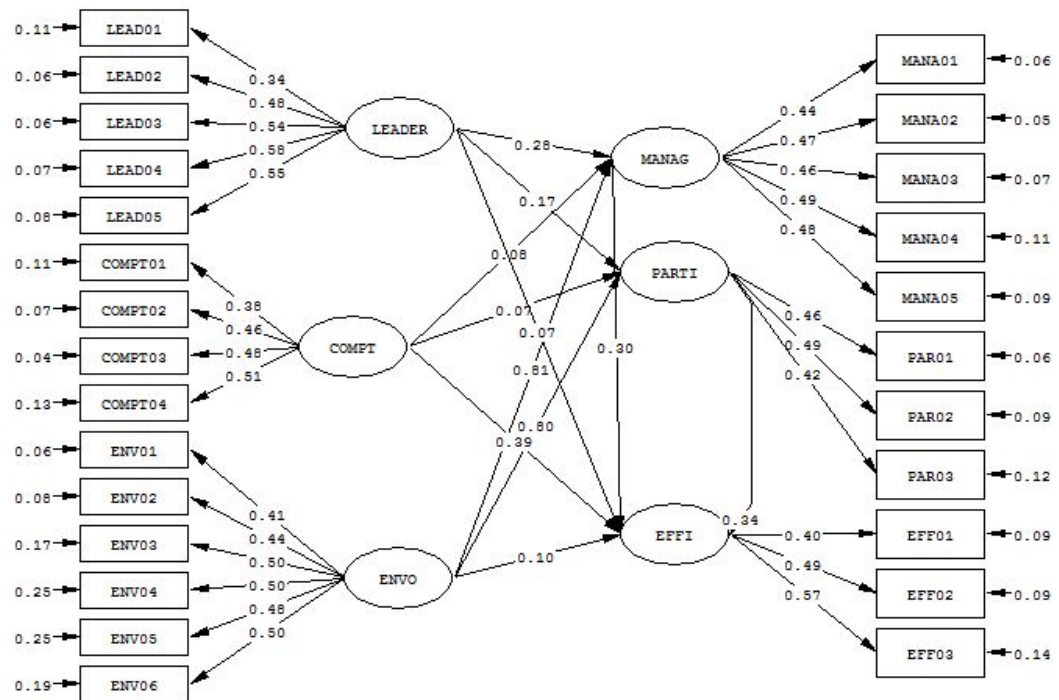 0.11 LEAD01
0.06 LEAD02
0.06 LEAD03
0.07 LEAD04
0.08 LEAD05
0.11 COMPT01
0.07 COMPT02
0.04 COMPT03
0.13 COMPT04
0.06 ENV01
0.08 ENV02
0.17 ENV03
0.25 ENV04
0.25 ENV05
0.19 ENV06
0.34
0.48
0.54
0.58
0.55
0.38
0.46
0.48
0.51
0.41
0.44
0.50
0.50
0.48
0.50
LEADER
COMPT
ENVO
0.28
0.17
0.08
0.07
0.07
0.30
0.81
0.80
0.39
0.10
MANAG
PARTI
EFFI
0.34
0.44
0.47
0.46
0.49
0.48
0.46
0.49
0.42
0.40
0.49
0.57
MANA01 0.06
MANA02 0.05
MANA03 0.07
MANA04 0.11
MANA05 0.09
PAR01 0.06
PAR02 0.09
PAR03 0.12
EFF01 0.09
EFF02 0.09
EFF03 0.14